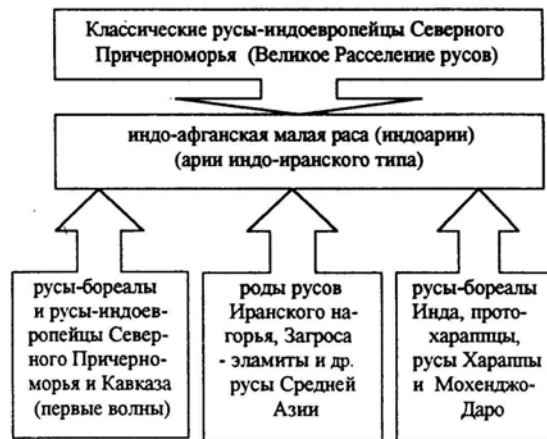 Классические русы-индоевропейцы Северного
Причерноморья (Великое Расселение русов)
индо-афганская малая раса (индоарии)
(арии индо-иранского типа)
русы-бореалы
и русы-индоев-
ропейцы Север-
ного Причерно-
морья и Кавказа
(первые волны)
роды русов
Иранского на-
горья, Загроса
- эламиты и др.
русы Средней
Азии
русы-бореалы
Инда, прото-
хараппцы,
русы Хараппы
и Мохенджо-
Даро